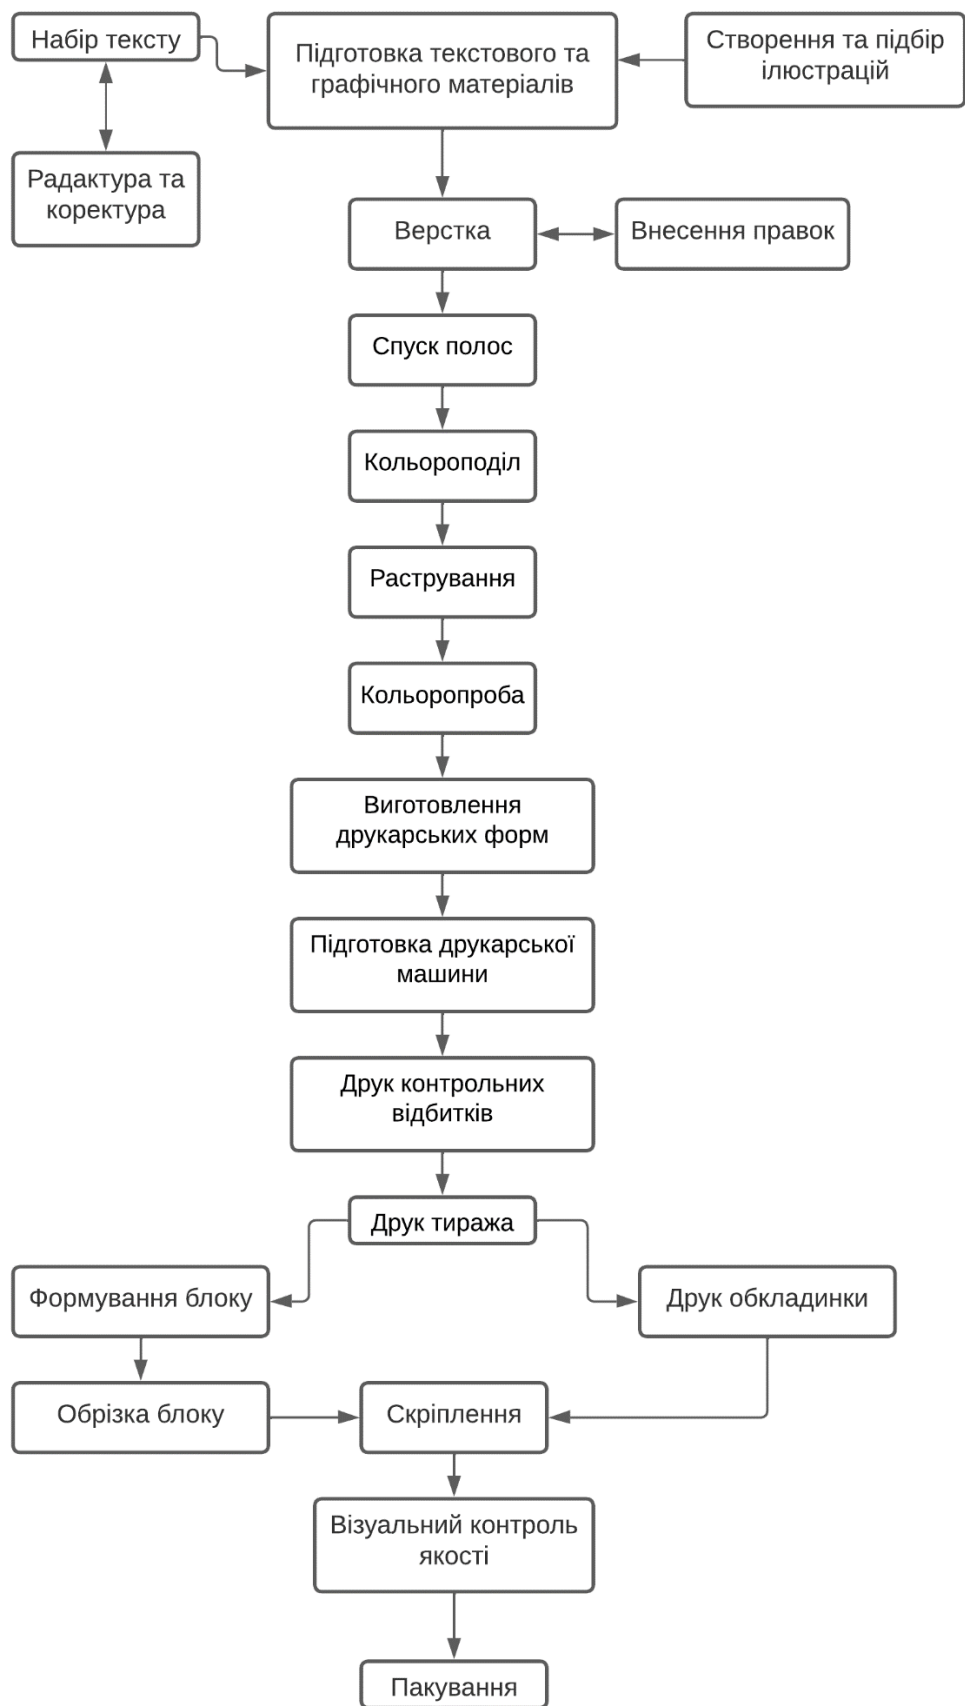 Набір тексту
Підготовка текстового та
графічного матеріалів
Створення та підбір
ілюстрацій
Радактура та
коректура
Верстка
Внесення правок
Спуск полос
Кольороподіл
Растрування
Кольоропроба
Виготовлення
друкарських форм
Підготовка друкарської
машини
Друк контрольних
відбитків
Друк тиража
Формування блоку
Друк обкладинки
Обрізка блоку
Скріплення
Візуальний контроль
якості
Пакування